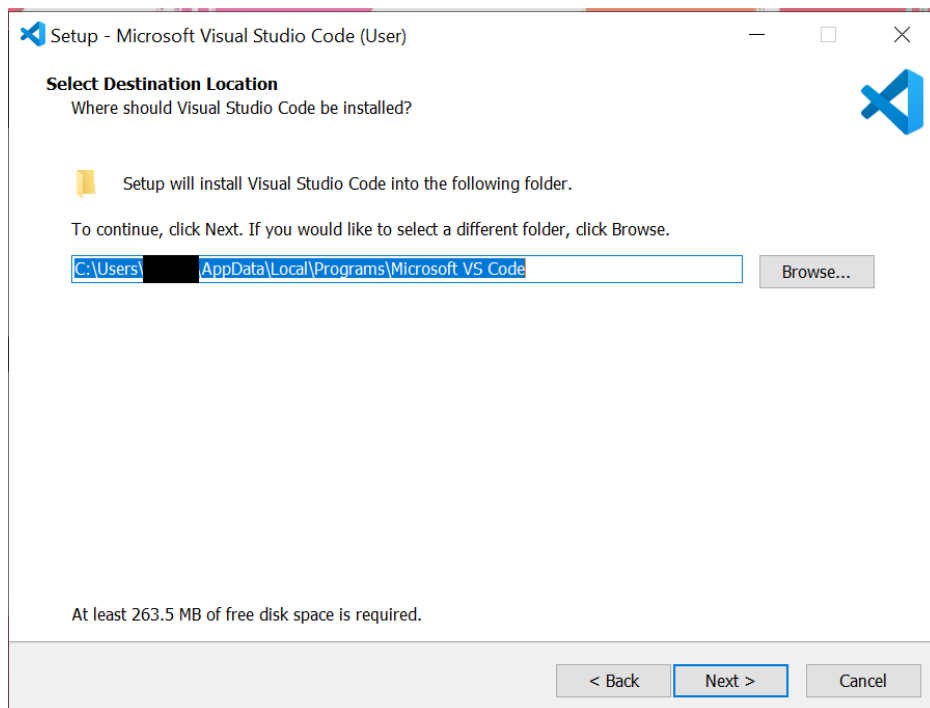 Setup - Microsoft Visual Studio Code (User)
Select Destination Location
Where should Visual Studio Code be installed?
Setup will install Visual Studio Code into the following folder.
To continue, click Next. If you would like to select a different folder, click Browse.
C:\Users\ \AppData\Local\Programs\Microsoft VS Code
Browse...
At least 263.5 MB of free disk space is required.
< Back
Next >
Cancel